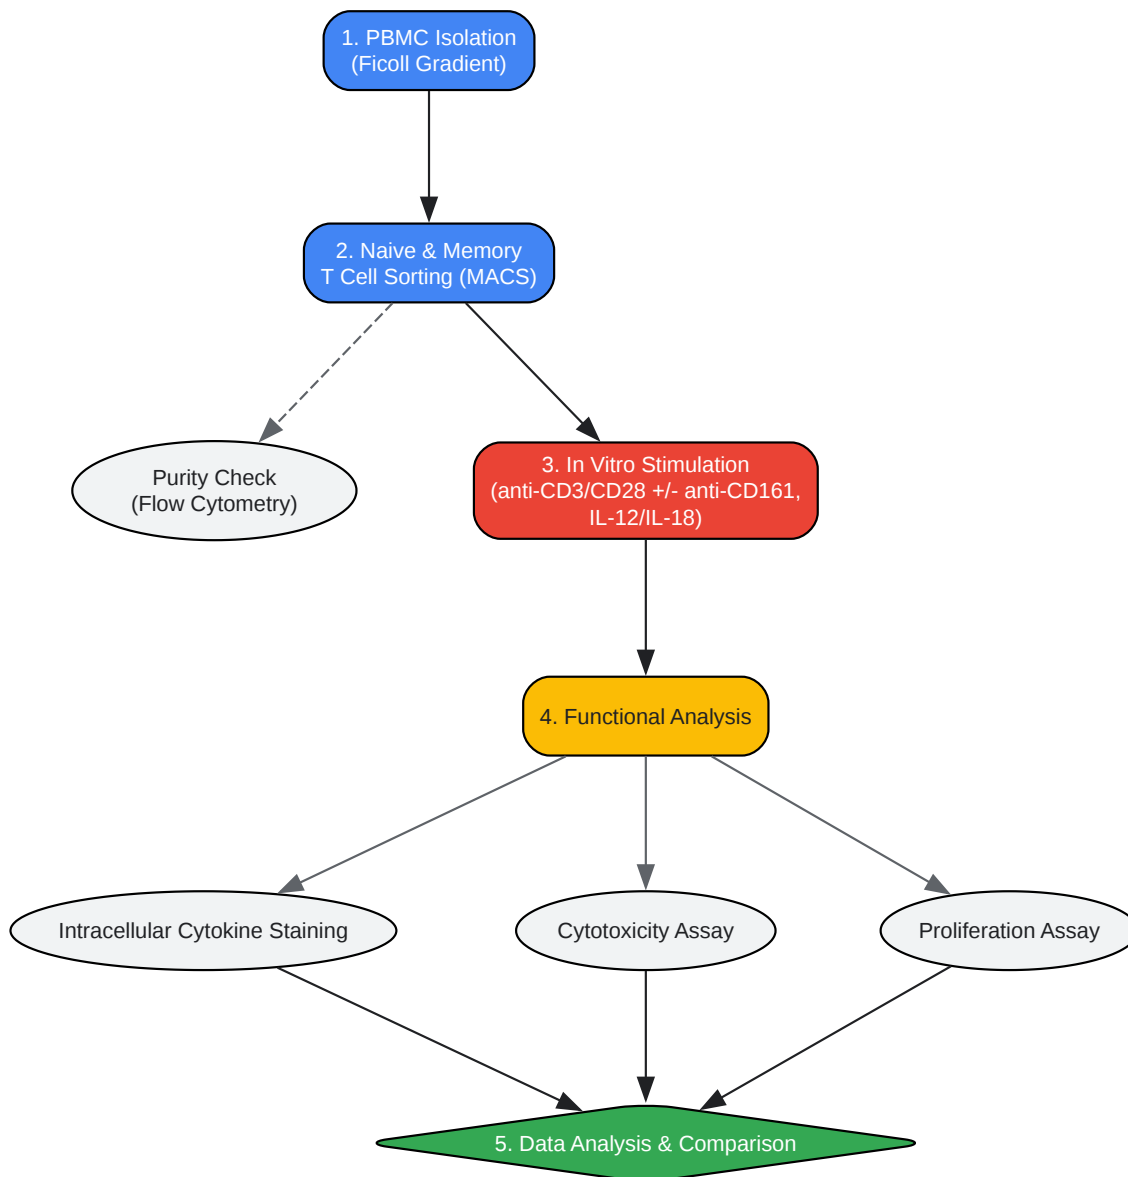 1. PBMC Isolation
(Ficoll Gradient)
2. Naive & Memory
T Cell Sorting (MACS)
Purity Check
(Flow Cytometry)
3. In Vitro Stimulation
(anti-CD3/CD28 +/- anti-CD161,
IL-12/IL-18)
4. Functional Analysis
Intracellular Cytokine Staining
Cytotoxicity Assay
Proliferation Assay
5. Data Analysis & Comparison